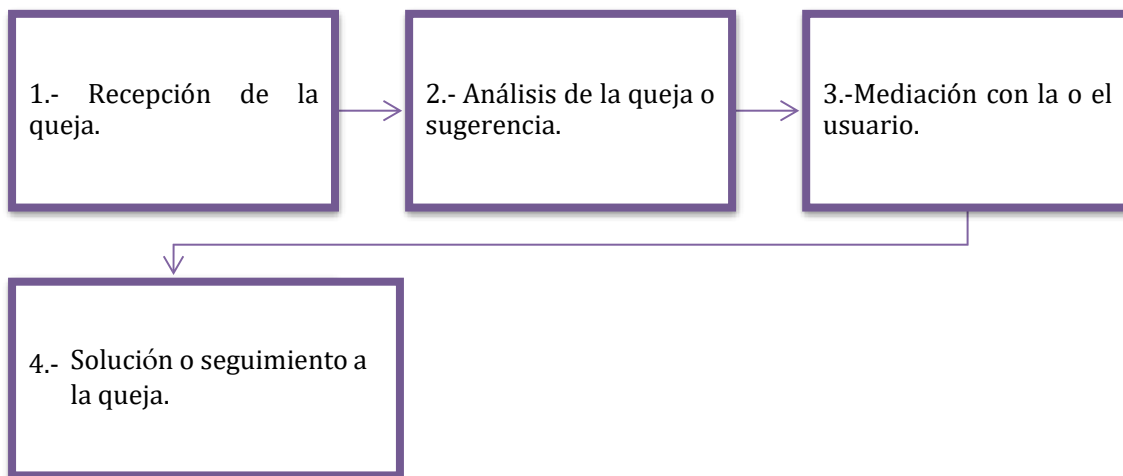 1.- Recepción de la
queja.
2.- Análisis de la queja o
sugerencia.
3.-Mediación con la o el
usuario.
4.- Solución o seguimiento a
la queja.